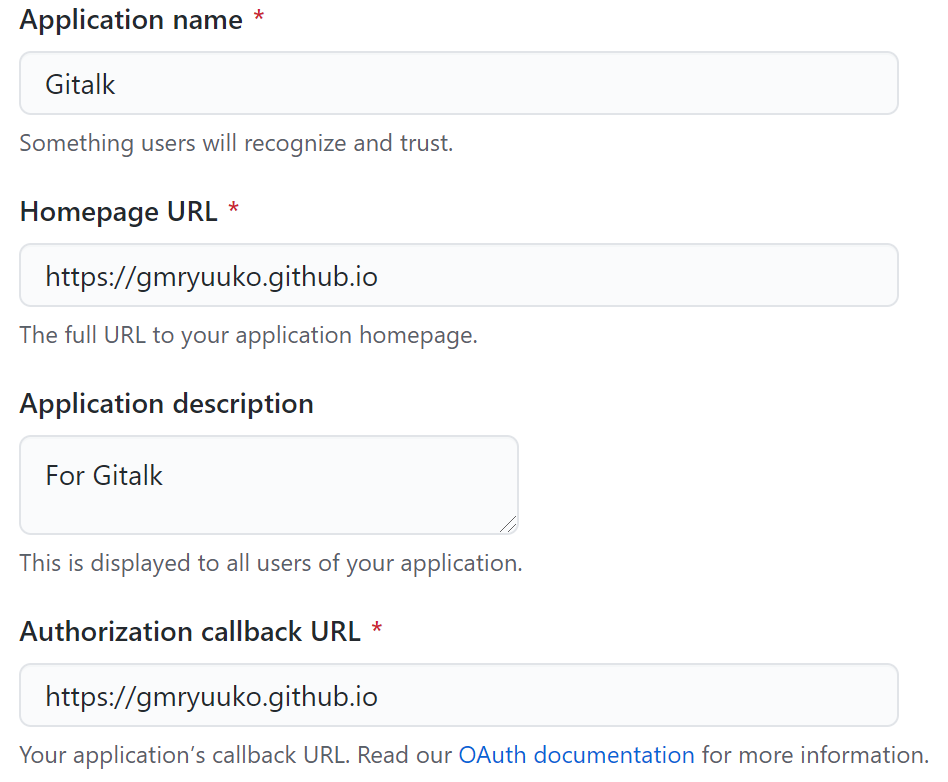 Application name *
Gitalk
Something users will recognize and trust.
Homepage URL *
https://gmryuuko.github.io
The full URL to your application homepage.
Application description
For Gitalk
This is displayed to all users of your application.
Authorization callback URL *
https://gmryuuko.github.io
Your application’s callback URL. Read our OAuth documentation for more information.